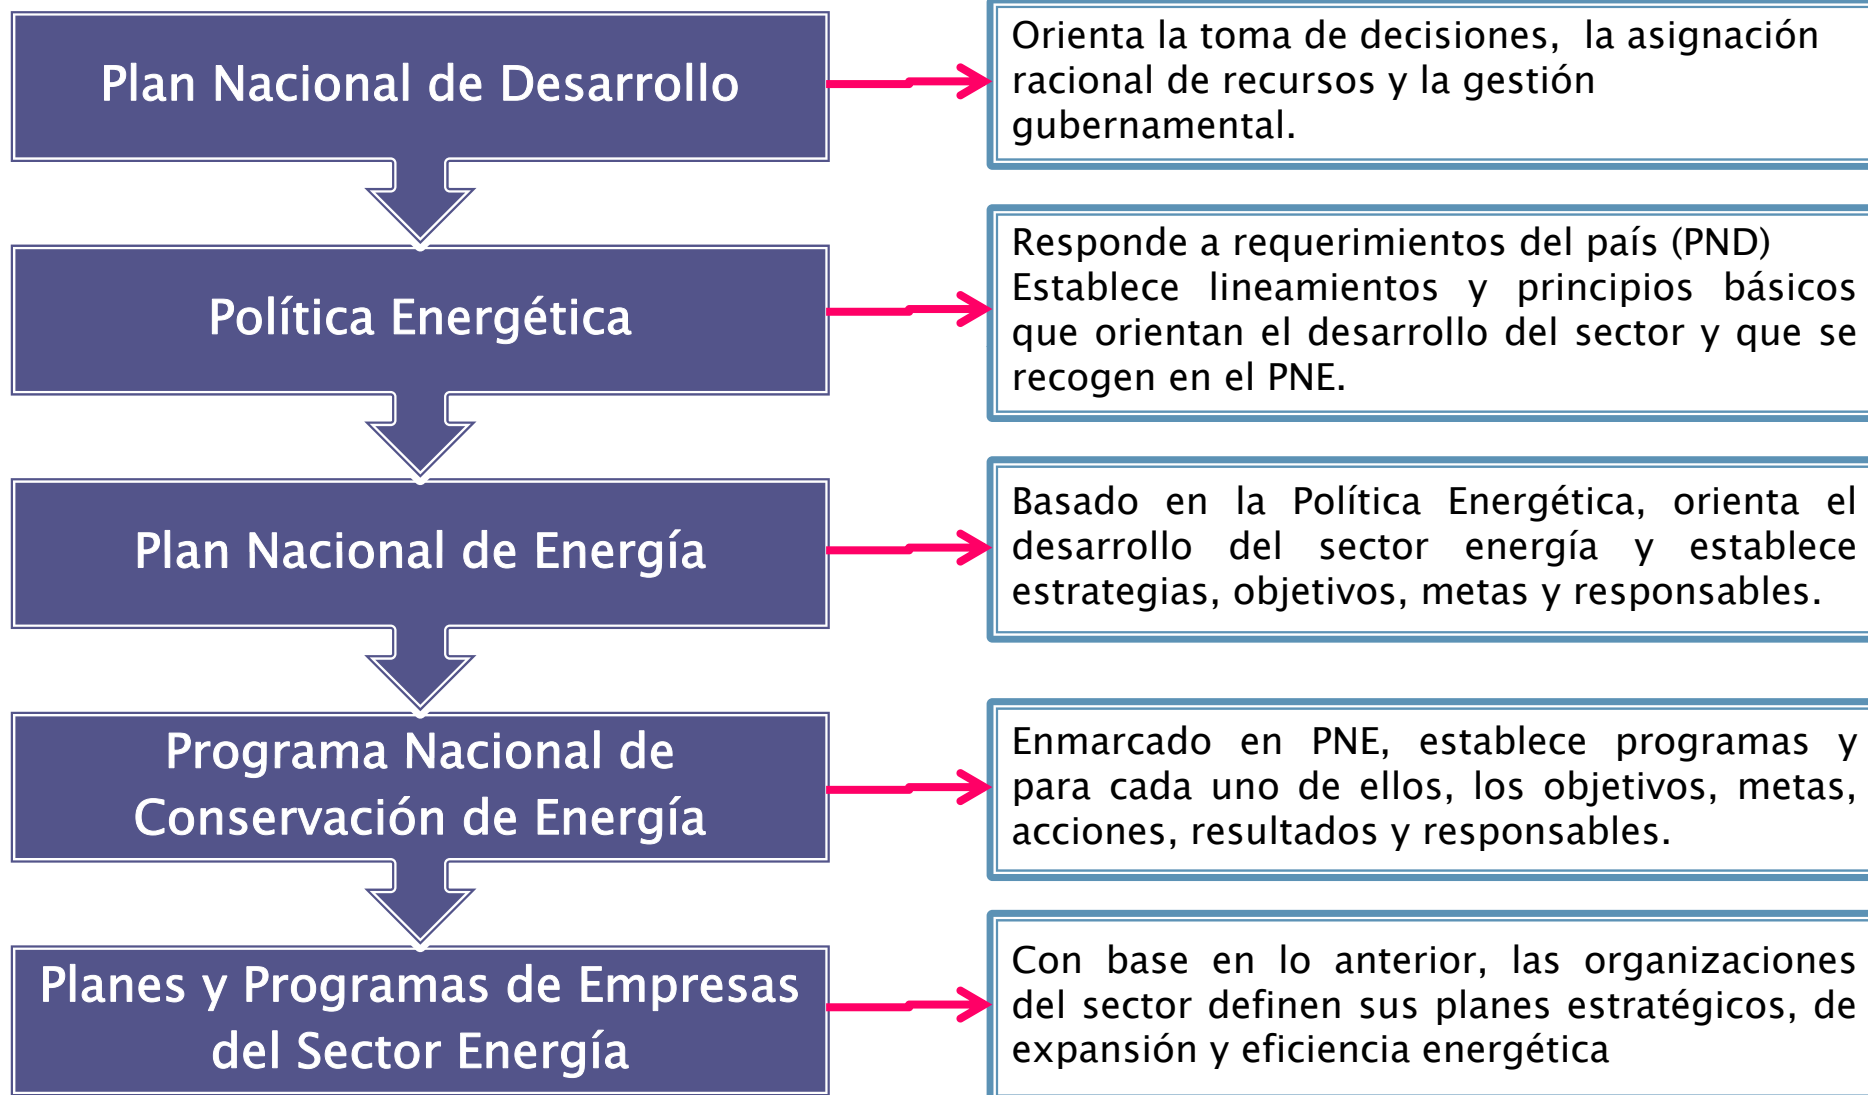 Plan Nacional de Desarrollo
Orienta la toma de decisiones, la asignación
racional de recursos y la gestión
gubernamental.
Política Energética
Responde a requerimientos del país (PND)
Establece lineamientos y principios básicos
que orientan el desarrollo del sector y que se
recogen en el PNE.
Plan Nacional de Energía
Basado en la Política Energética, orienta el
desarrollo del sector energía y establece
estrategias, objetivos, metas y responsables.
Programa Nacional de
Conservación de Energía
Enmarcado en PNE, establece programas y
para cada uno de ellos, los objetivos, metas,
acciones, resultados y responsables.
Planes y Programas de Empresas
del Sector Energía
Con base en lo anterior, las organizaciones
del sector definen sus planes estratégicos, de
expansión y eficiencia energética